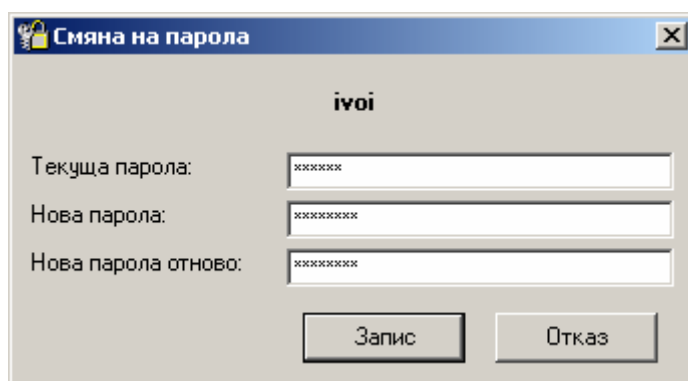 Смяна на парола
ivoi
Текуща парола: ××××××
Нова парола: ××××××××
Нова парола отново: ××××××××
Запис Отказ